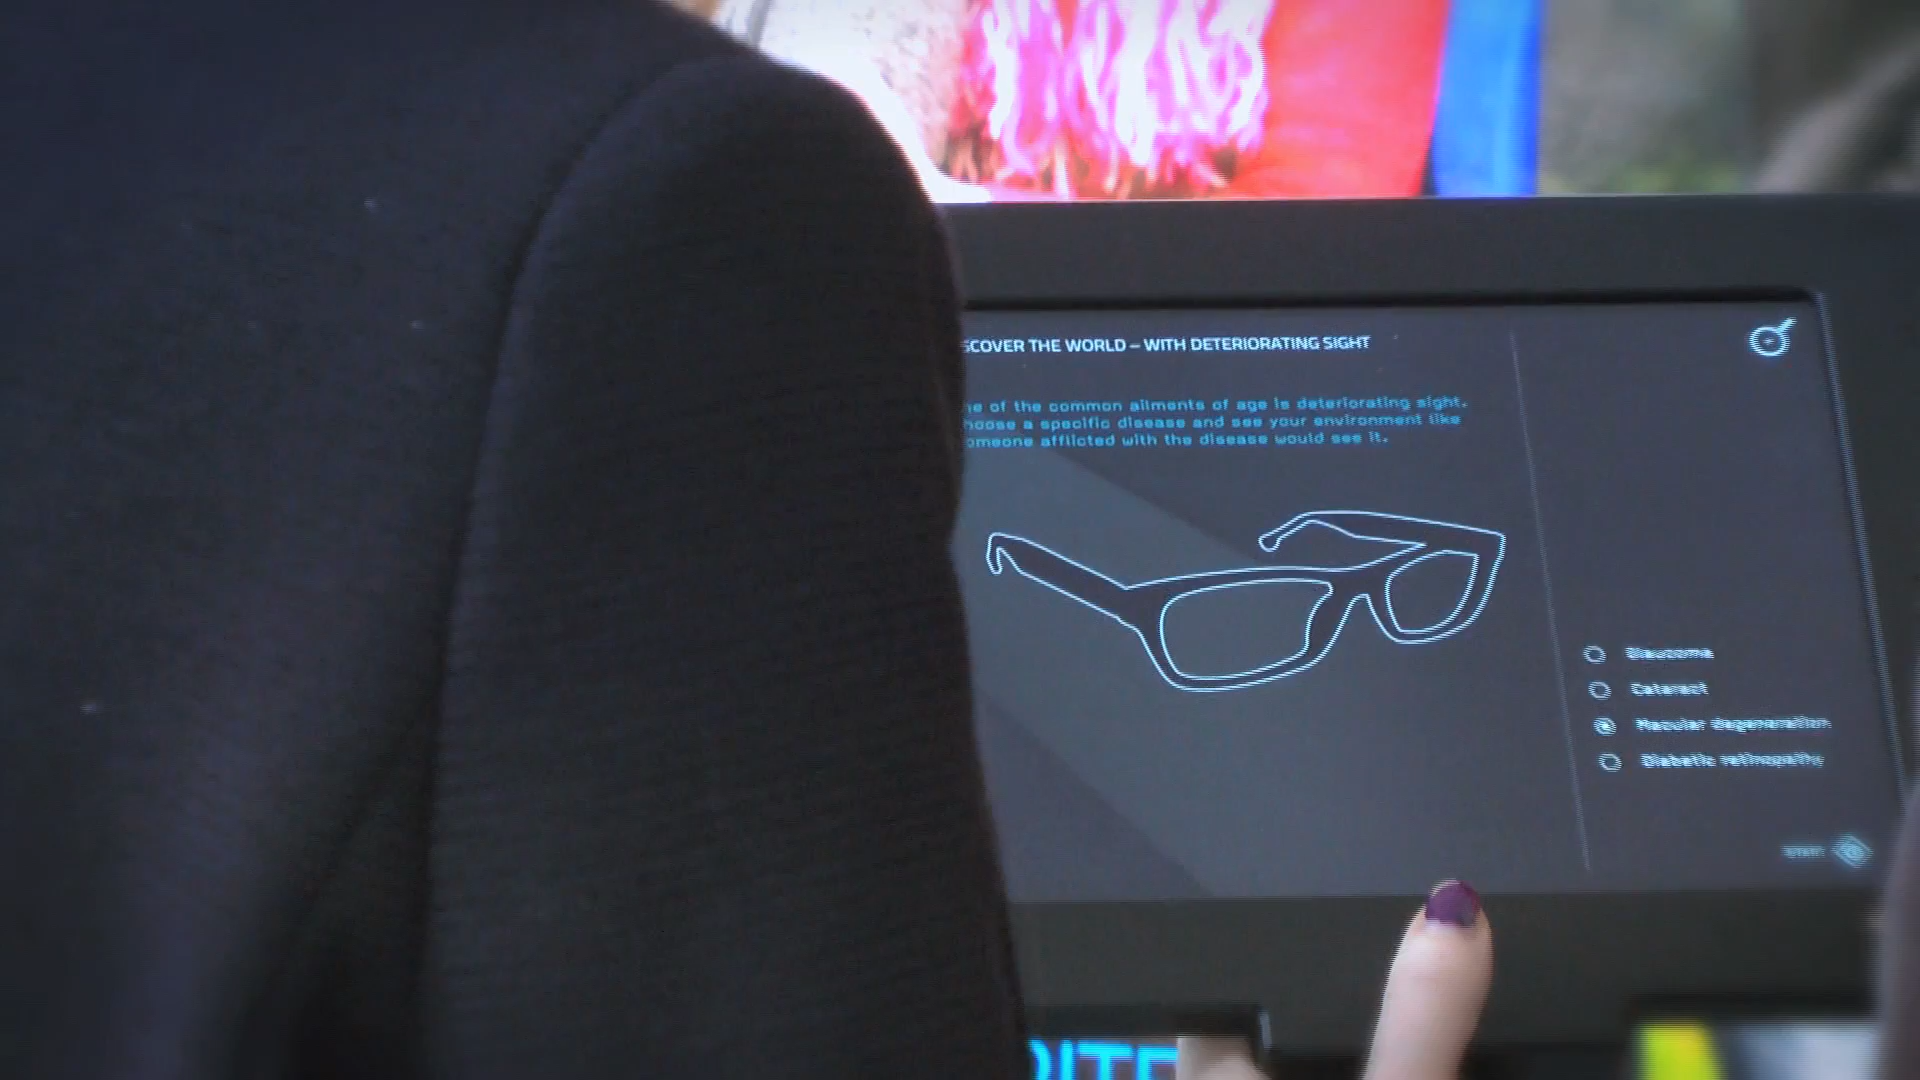 SCOVER THE WORLD – WITH DETERIORATING SIGHT
ne of the common ailments of age is deteriorating sight.
hoose a specific disease and see your environment like
omeone afflicted with the disease would see it.
Glaucoma
Cataract
Macular degeneration
Diabetic retinopathy